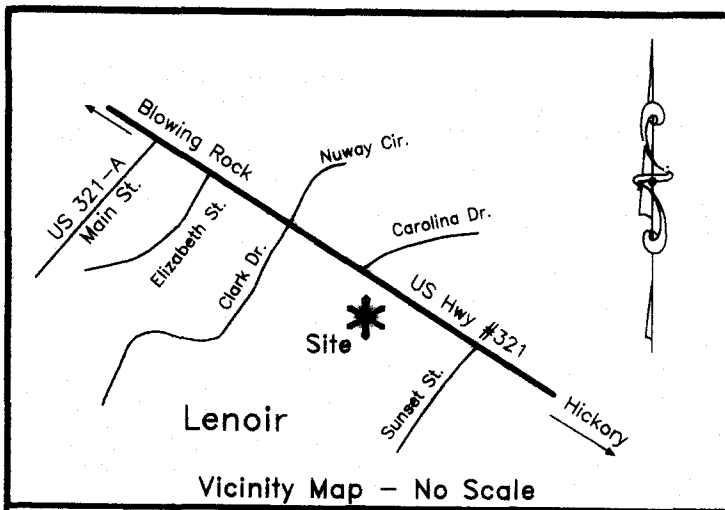 Blowing Rock
Nuway Cir.
US 321-A
Main St.
Elizabeth St.
Clark Dr.
Carolina Dr.
US Hwy #321
Site
Sunset St.
Hickory
Lenoir
Vicinity Map - No Scale